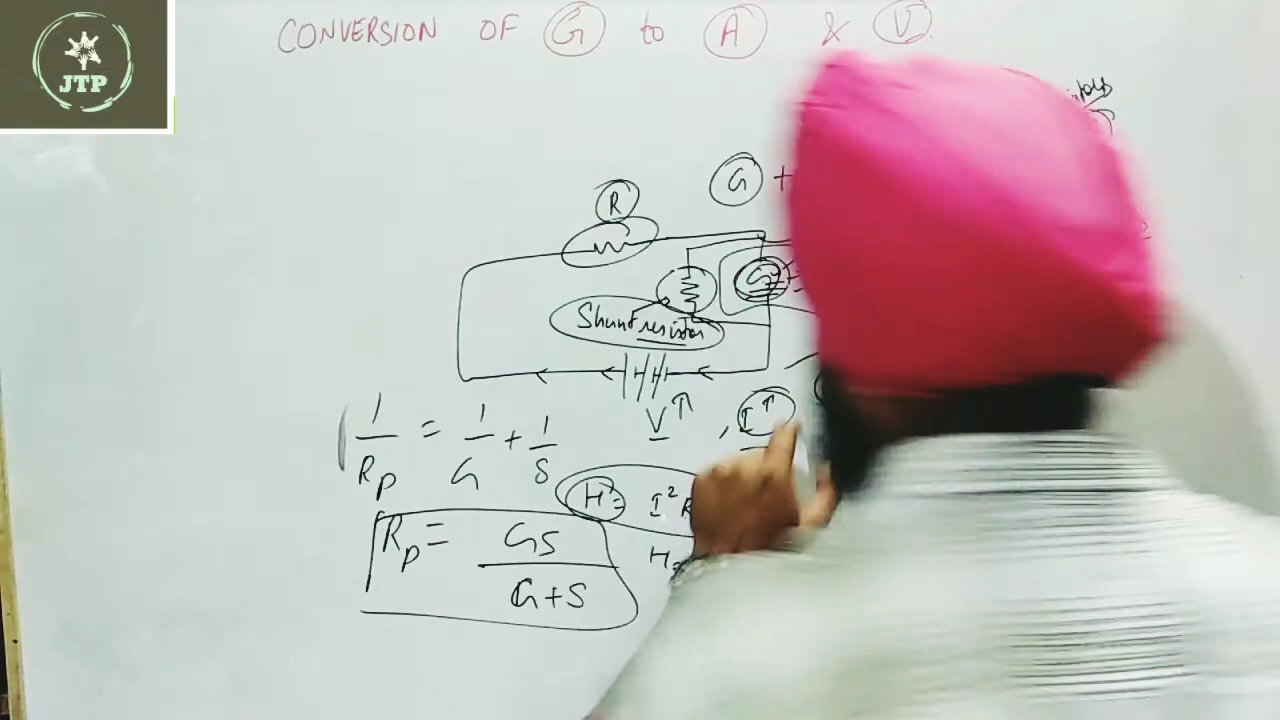 JTP
CONVERSION OF G to A & V
G +
R
G
Shunt resistor
V↑ , I↑
1/Rp = 1/G + 1/S
H = I²R
Rp = GS/G+S
H =